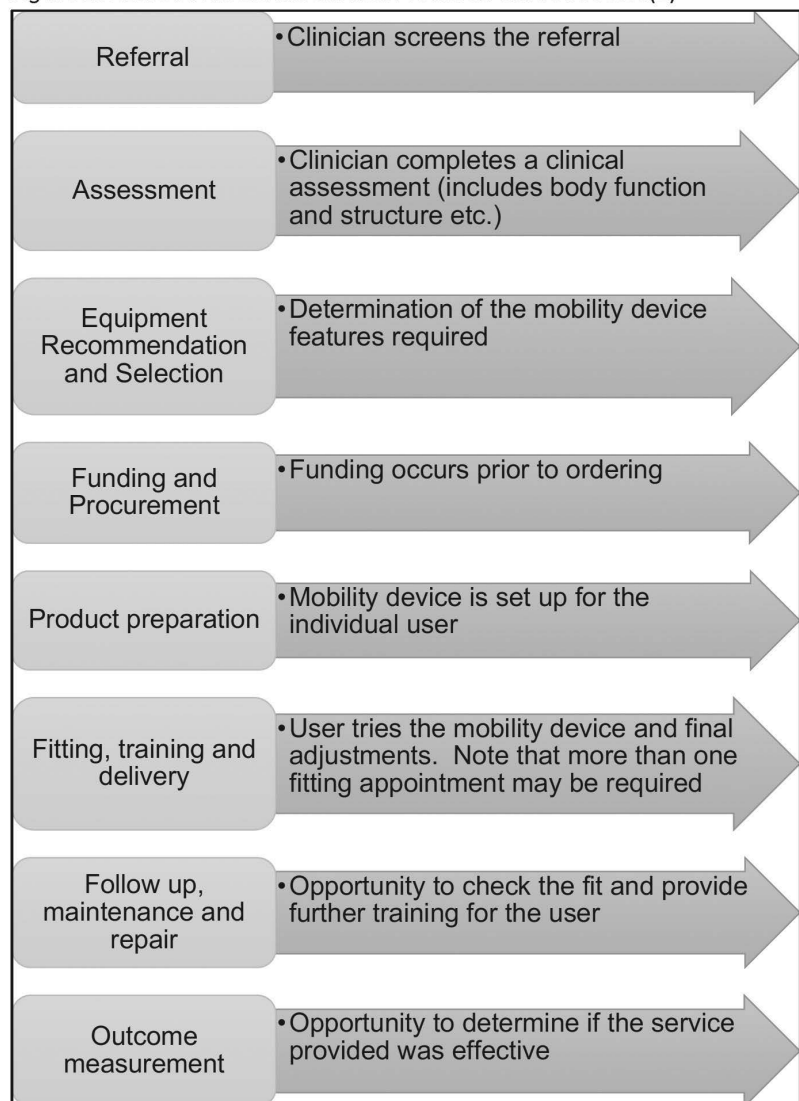 Referral
•Clinician screens the referral
Assessment
•Clinician completes a clinical
assessment (includes body function
and structure etc.)
Equipment
Recommendation
and Selection
•Determination of the mobility device
features required
Funding and
Procurement
•Funding occurs prior to ordering
Product preparation
•Mobility device is set up for the
individual user
Fitting, training and
delivery
•User tries the mobility device and final
adjustments.  Note that more than one
fitting appointment may be required
Follow up,
maintenance and
repair
•Opportunity to check the fit and provide
further training for the user
Outcome
measurement
•Opportunity to determine if the service
provided was effective